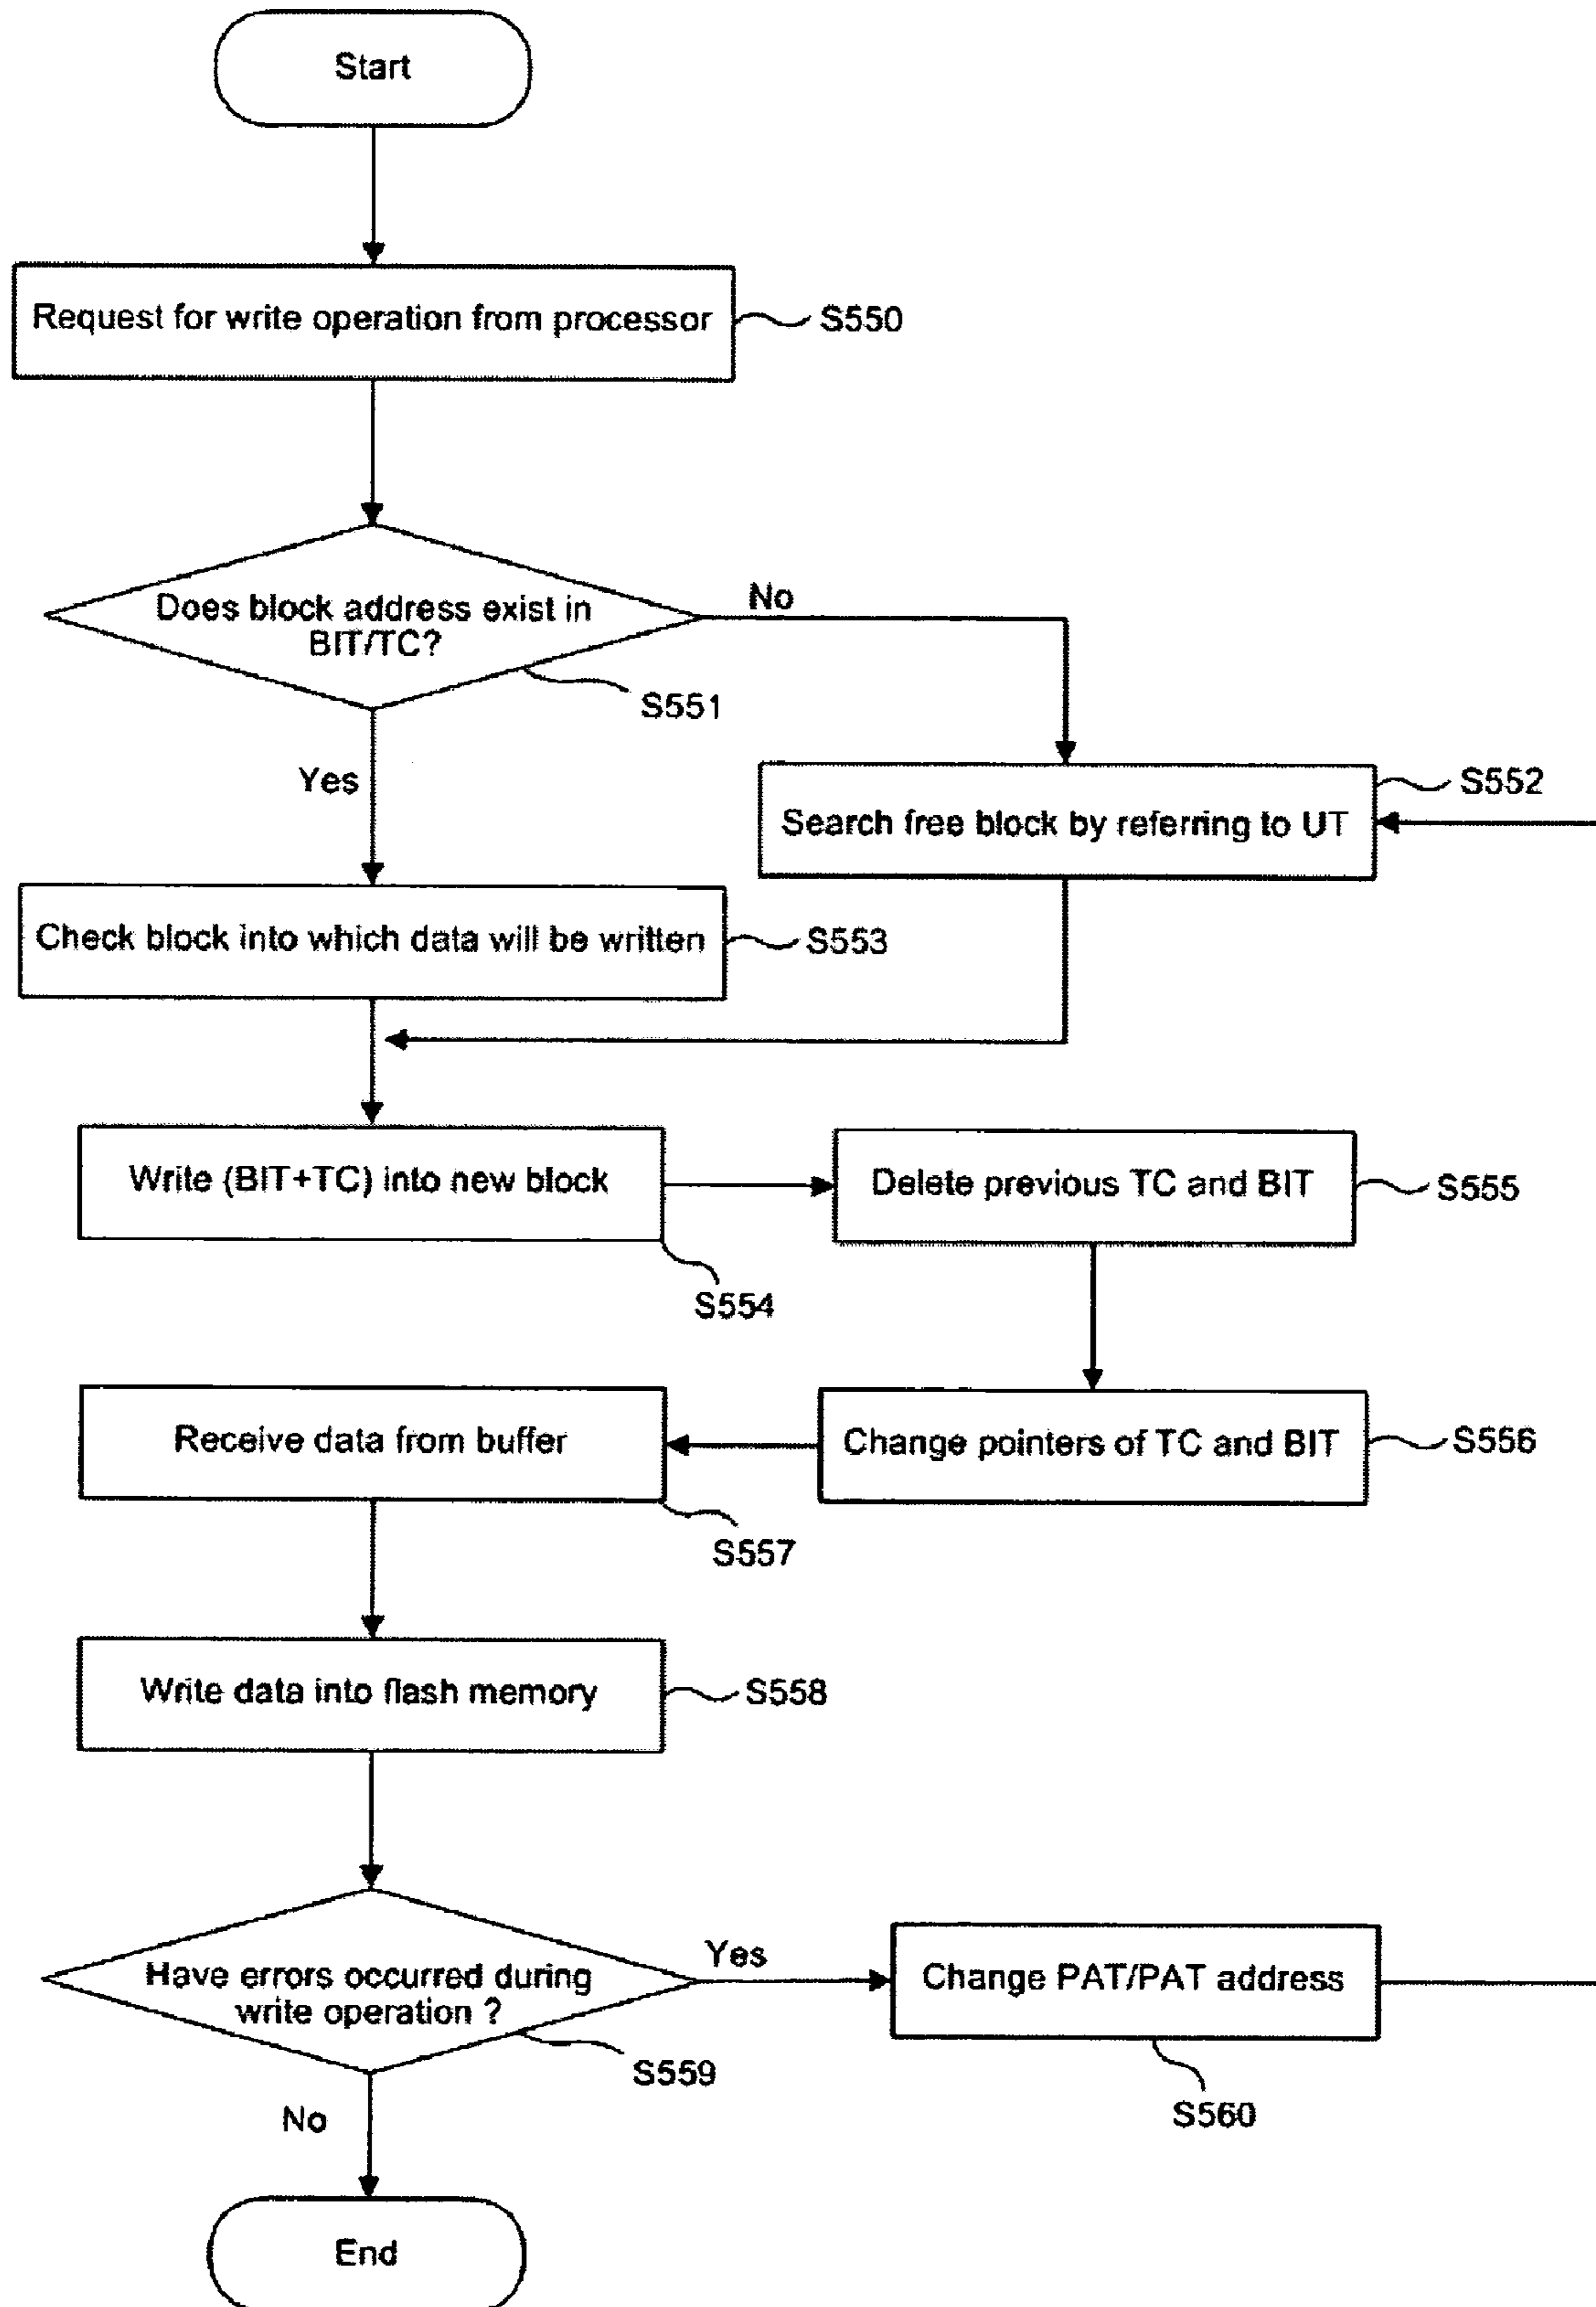 Start
Request for write operation from processor
S550
Does block address exist in
BIT/TC?
No
S551
Yes
S552
Search free block by referring to UT
Check block into which data will be written
S553
Write (BIT+TC) into new block
Delete previous TC and BIT
S555
S554
Receive data from buffer
Change pointers of TC and BIT
S556
S557
Write data into flash memory
S558
Have errors occurred during
write operation ?
Yes
Change PAT/PAT address
S559
S560
No
End